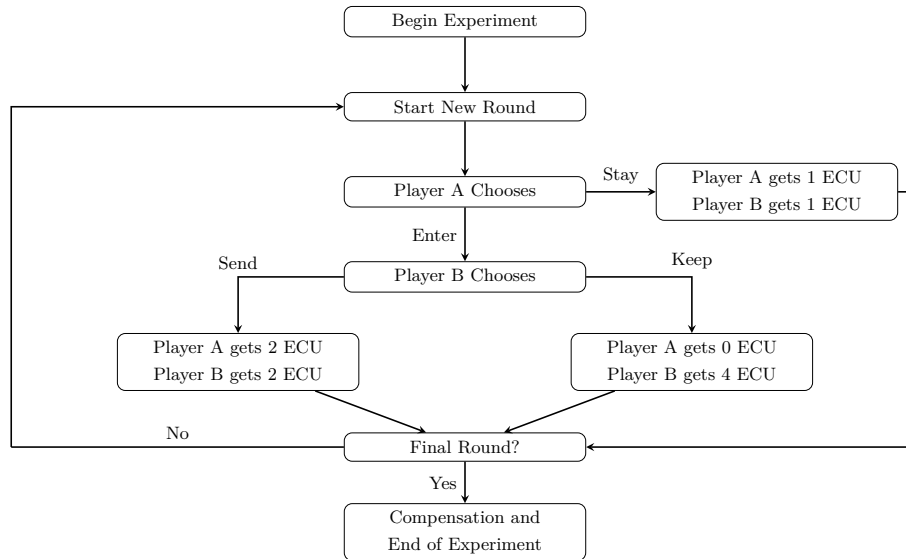 Begin Experiment
Start New Round
Player A Chooses
Stay
Player A gets 1 ECU
Player B gets 1 ECU
Enter
Player B Chooses
Send
Keep
Player A gets 2 ECU
Player B gets 2 ECU
Player A gets 0 ECU
Player B gets 4 ECU
No
Final Round?
Yes
Compensation and
End of Experiment